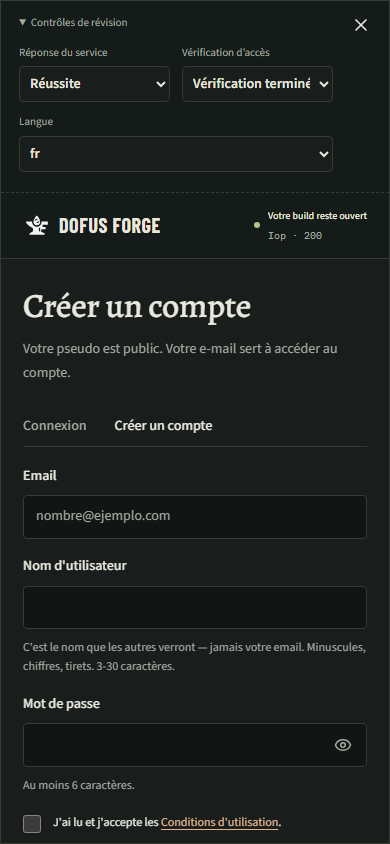 ▼ Contrôles de révision
Réponse du service
Vérification d'accès
Réussite
Vérification terminé
Langue
fr
DOFUS FORGE
Votre build reste ouvert
Iop · 200
Créer un compte
Votre pseudo est public. Votre e-mail sert à accéder au
compte.
Connexion
Créer un compte
Email
nombre@ejemplo.com
Nom d'utilisateur
C'est le nom que les autres verront — jamais votre email. Minuscules,
chiffres, tirets. 3-30 caractères.
Mot de passe
Au moins 6 caractères.
J'ai lu et j'accepte les Conditions d'utilisation.